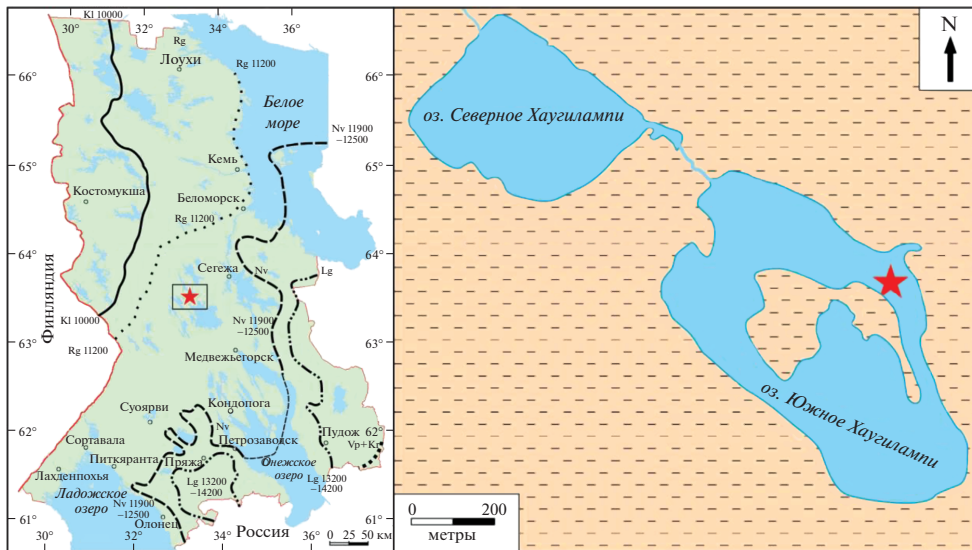 30°
Kl 10000
32°
34°
36°
Rg
Лоухи
Rg 11200
66°
66°
Белое
море
Nv 11900
–12500
65°
65°
Кемь
Костомукша
Беломорск
Rg 11200
64°
64°
Сегежа
Nv
Lg
Финляндия
Kl 10000
Nv 11900
–12500
63°
63°
Rg 11200
Медвежьегорск
Суоярви
Кондопога
Nv
62°
Пудож
62°
Vp+Kr
Сортавала
Петрозаводск
Питкяранта
Пряжа
Онежское
озеро
Лахденпохья
Lg 13200
–14200
Lg 13200
–14200
Ладожское
озеро
Nv 11900
–12500
Олонец
61°
61°
Россия
0 25 50 км
30°
32°
34°
36°
N
оз. Северное Хаугилампи
оз. Южное Хаугилампи
0 200
метры